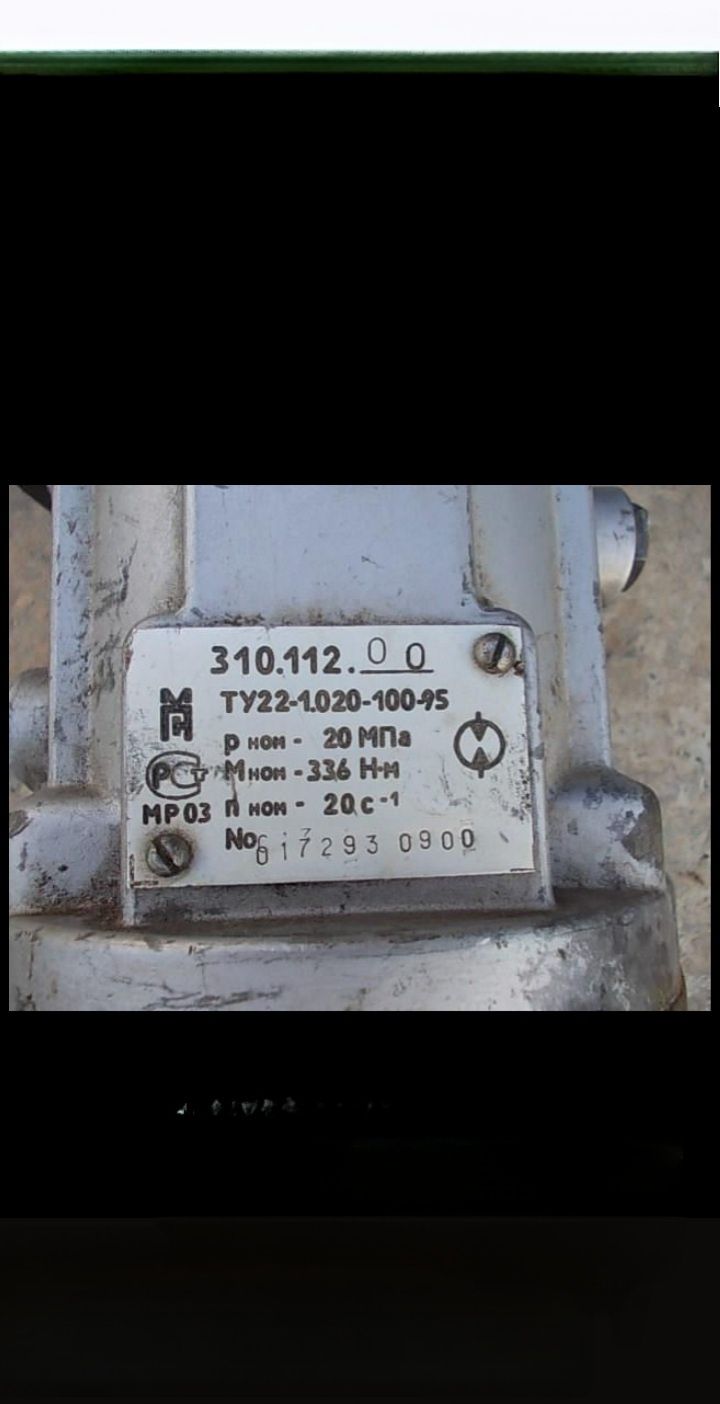 310.112.00
ТУ22-1.020-100-95
р ном - 20 МПа
РСт М ном - 336 Н·м
МР03 n ном - 20 с-1
No 617293 0900